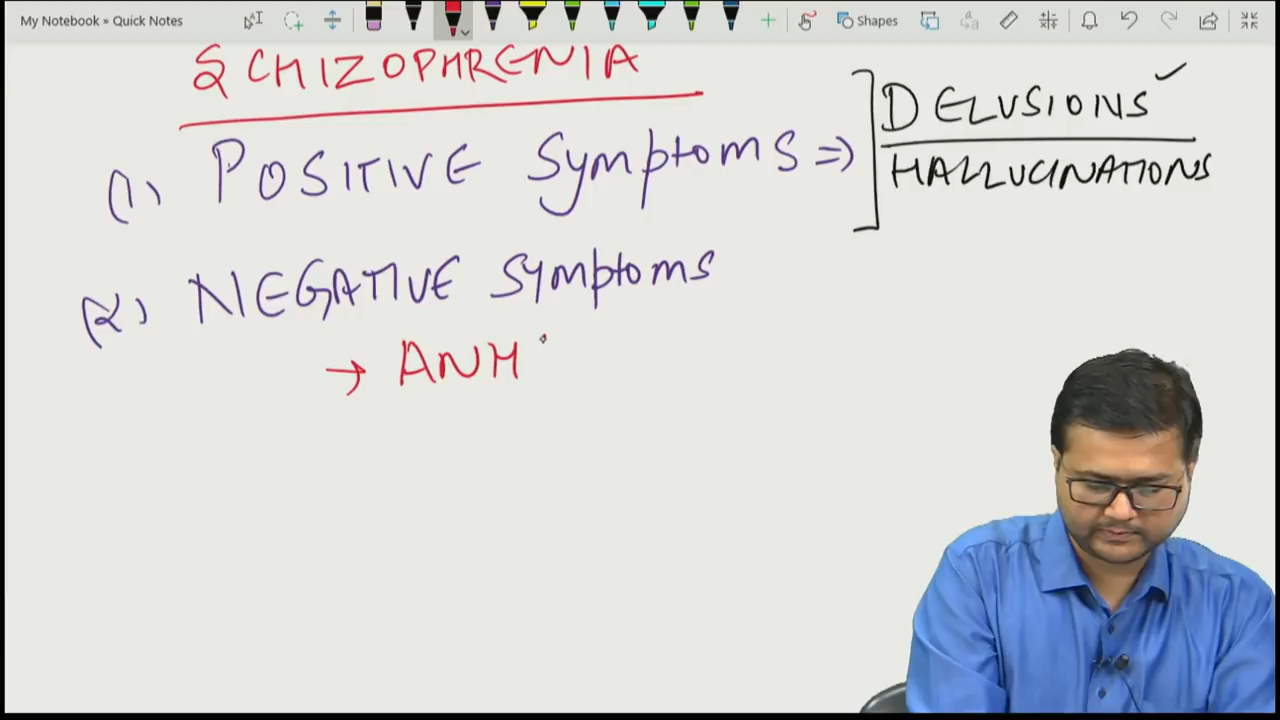 My Notebook » Quick Notes
Shapes
SCHIZOPHRENIA
(1) POSITIVE Symptoms ⇒
DELUSIONS ✓
HALLUCINATIONS
(2) NEGATIVE Symptoms
→ ANH